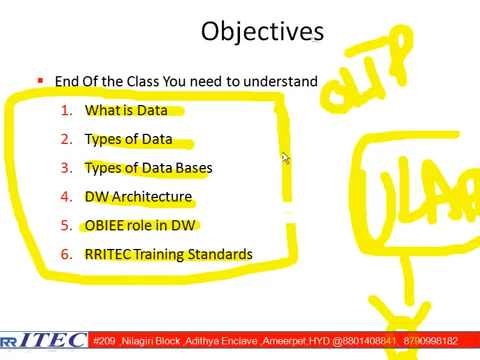 Objectives
End Of the Class You need to understand
1. What is Data
2. Types of Data
3. Types of Data Bases
4. DW Architecture
5. OBIEE role in DW
6. RRITEC Training Standards
OLTP
RR ITEC
#209 ,Nilagiri Block ,Adithya Enclave ,Ameerpet,HYD @8801408841, 8790998182